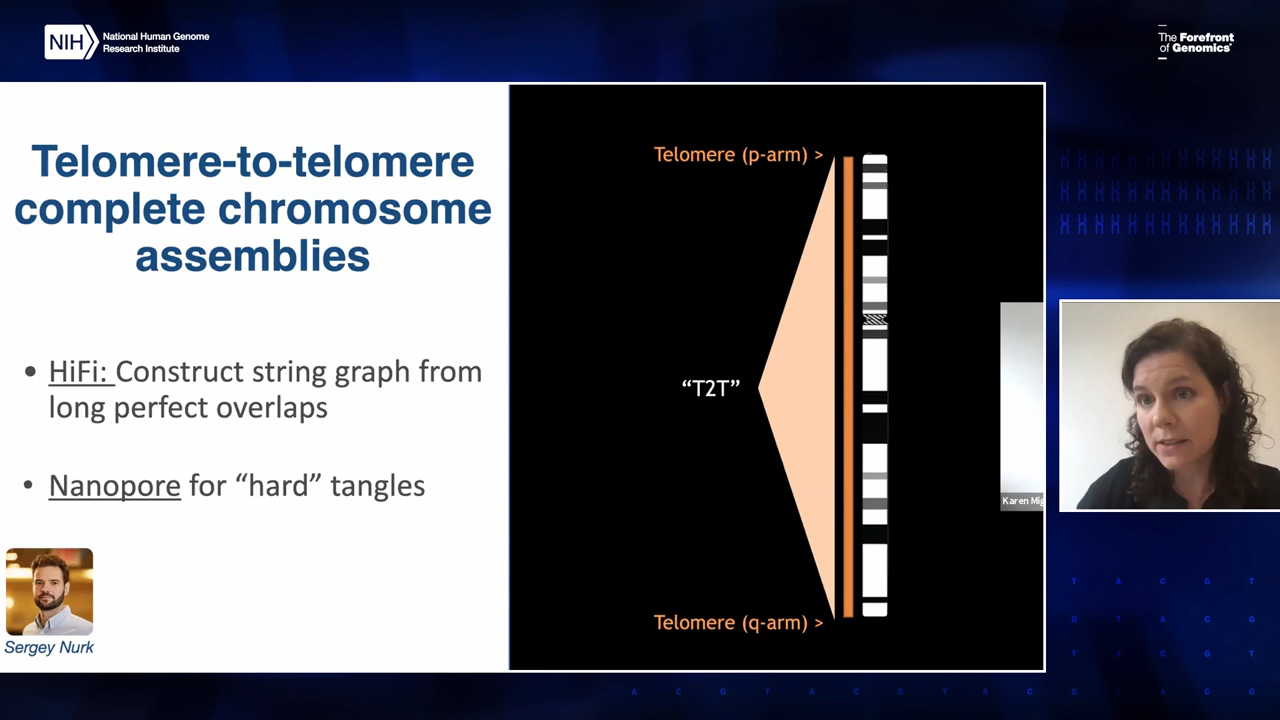 NIH
National Human Genome
Research Institute
The Forefront
of Genomics®
Telomere-to-telomere
complete chromosome
assemblies
• HiFi: Construct string graph from
long perfect overlaps
• Nanopore for “hard” tangles
Sergey Nurk
Telomere (p-arm) >
“T2T”
Telomere (q-arm) >
Karen
T A C G T
G T A C G T
T A C G T
A C G T A C G T A C G T A C G